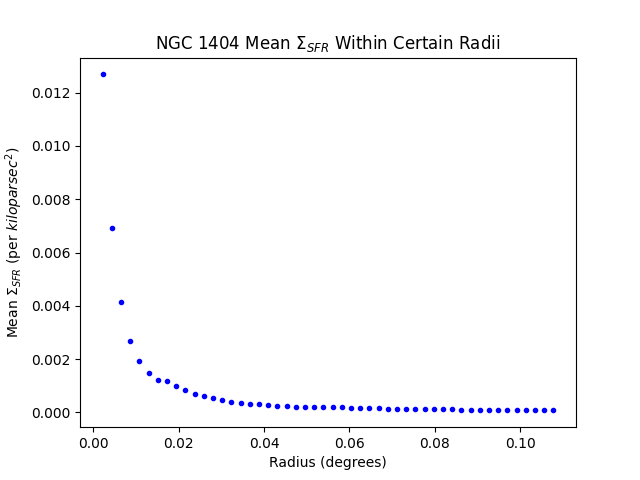 NGC 1404 Mean Σ_SFR Within Certain Radii
Mean Σ_SFR (per kiloparsec²)
0.012
0.010
0.008
0.006
0.004
0.002
0.000
0.00 0.02 0.04 0.06 0.08 0.10
Radius (degrees)